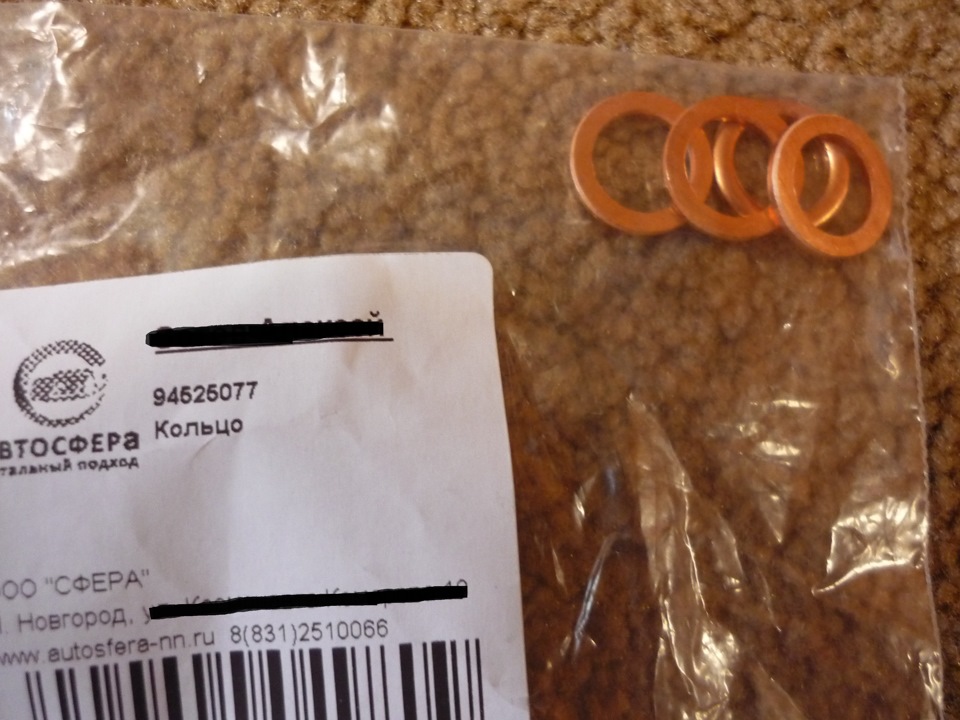 94525077
Кольцо
втосфера
тальный подход
ОО "СФЕРА"
. Новгород,
www.autosfera-nn.ru 8(831)2510066